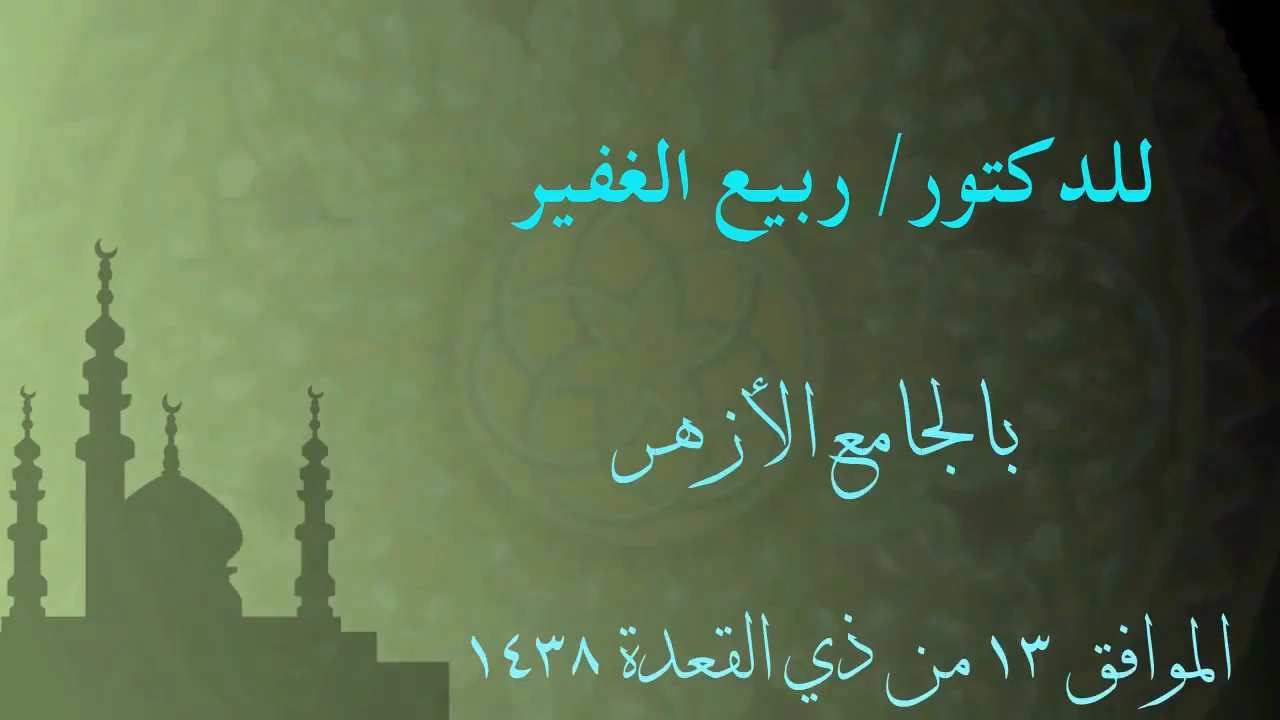 للدكتور/ ربيع الغفير
بالجامع الأزهر
الموافق ١٣ من ذي القعدة ١٤٣٨